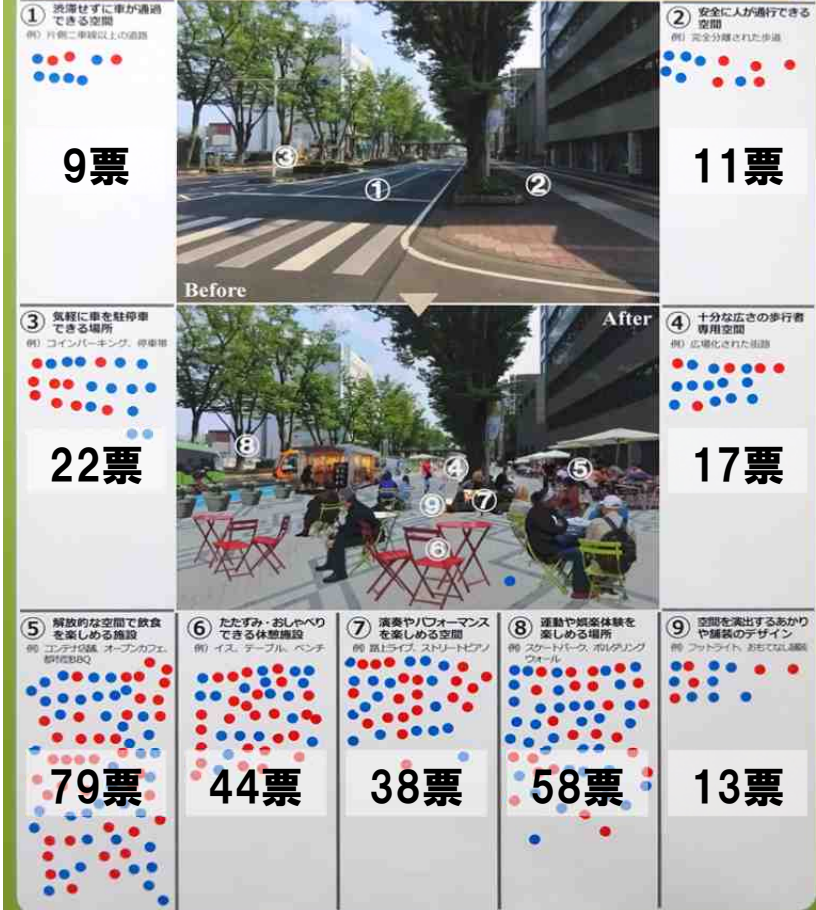 ① 渋滞せずに車が通過
できる空間
例）片側二車線以上の道路
9票
③
①
②
Before
② 安全に人が通行できる
空間
例）完全分離された歩道
11票
③ 気軽に車を駐停車
できる場所
例）コインパーキング、停車帯
22票
After
⑧
④
⑤
⑨
⑦
⑥
④ 十分な広さの歩行者
専用空間
例）広場化された街路
17票
⑤ 解放的な空間で飲食
を楽しめる施設
例）コンテナ店舗、オープンカフェ、
都市型BBQ
79票
⑥ たたずみ・おしゃべり
できる休憩施設
例）イス、テーブル、ベンチ
44票
⑦ 演奏やパフォーマンス
を楽しめる空間
例）路上ライブ、ストリートピアノ
38票
⑧ 運動や娯楽体験を
楽しめる場所
例）スケートパーク、ボルダリング
ウォール
58票
⑨ 空間を演出するあかり
や舗装のデザイン
例）フットライト、おもてなし舗装
13票